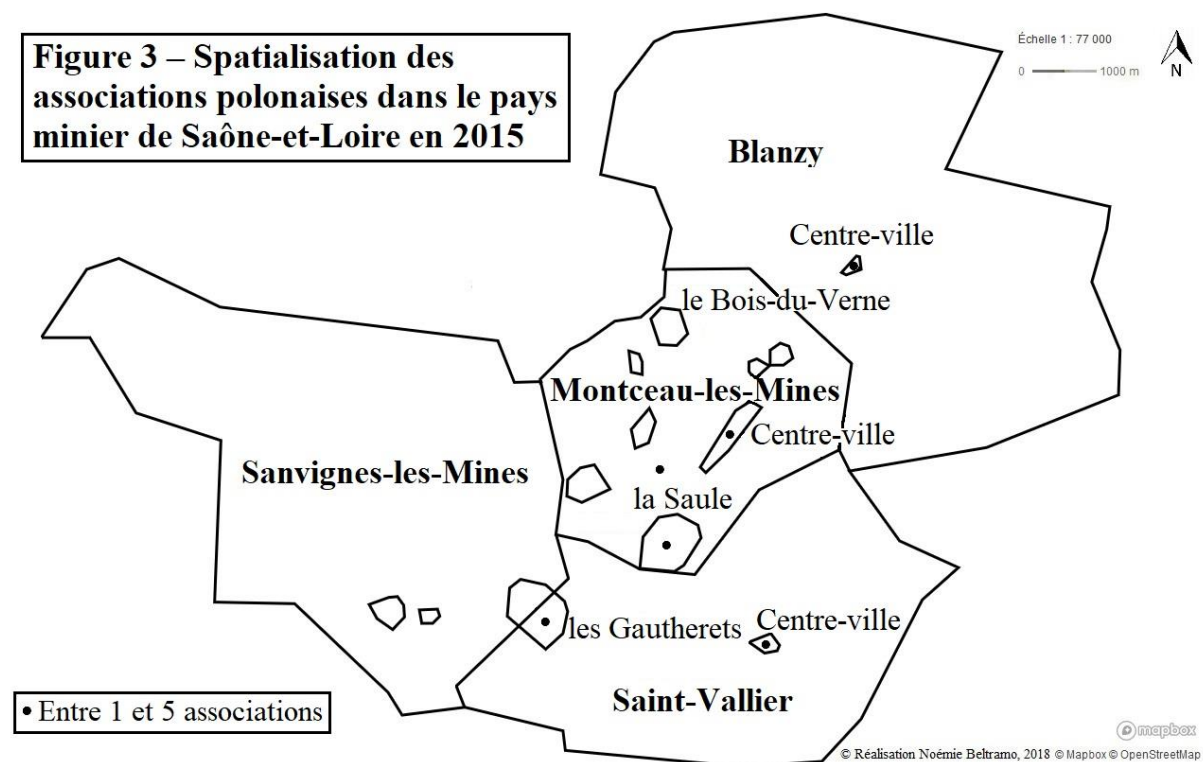 Figure 3 – Spatialisation des
associations polonaises dans le pays
minier de Saône-et-Loire en 2015
Échelle 1 : 77 000
0 1000 m
N
Blanzy
Centre-ville
le Bois-du-Verne
Montceau-les-Mines
Centre-ville
Sanvignes-les-Mines
la Saule
les Gautherets
Centre-ville
Saint-Vallier
• Entre 1 et 5 associations
mapbox
© Réalisation Noémie Beltramo, 2018 © Mapbox © OpenStreetMap